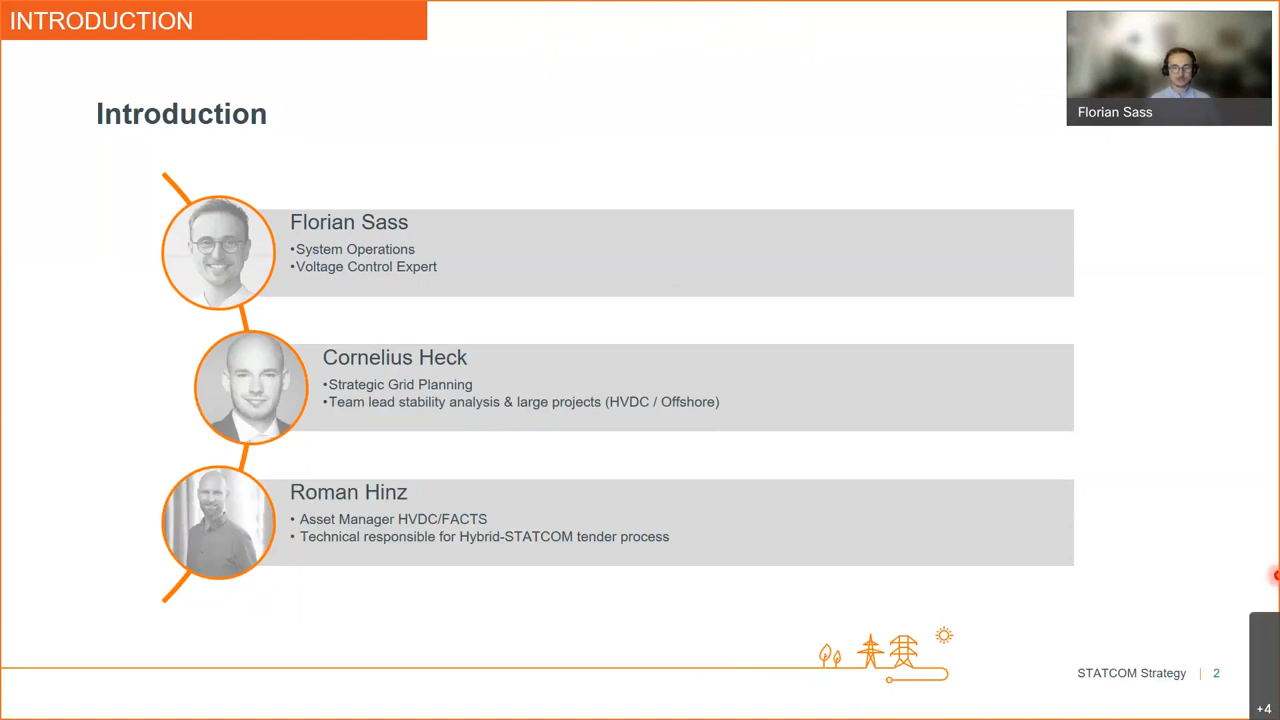 INTRODUCTION
Florian Sass
Introduction
Florian Sass
•System Operations
•Voltage Control Expert
Cornelius Heck
•Strategic Grid Planning
•Team lead stability analysis & large projects (HVDC / Offshore)
Roman Hinz
• Asset Manager HVDC/FACTS
• Technical responsible for Hybrid-STATCOM tender process
STATCOM Strategy | 2
+4